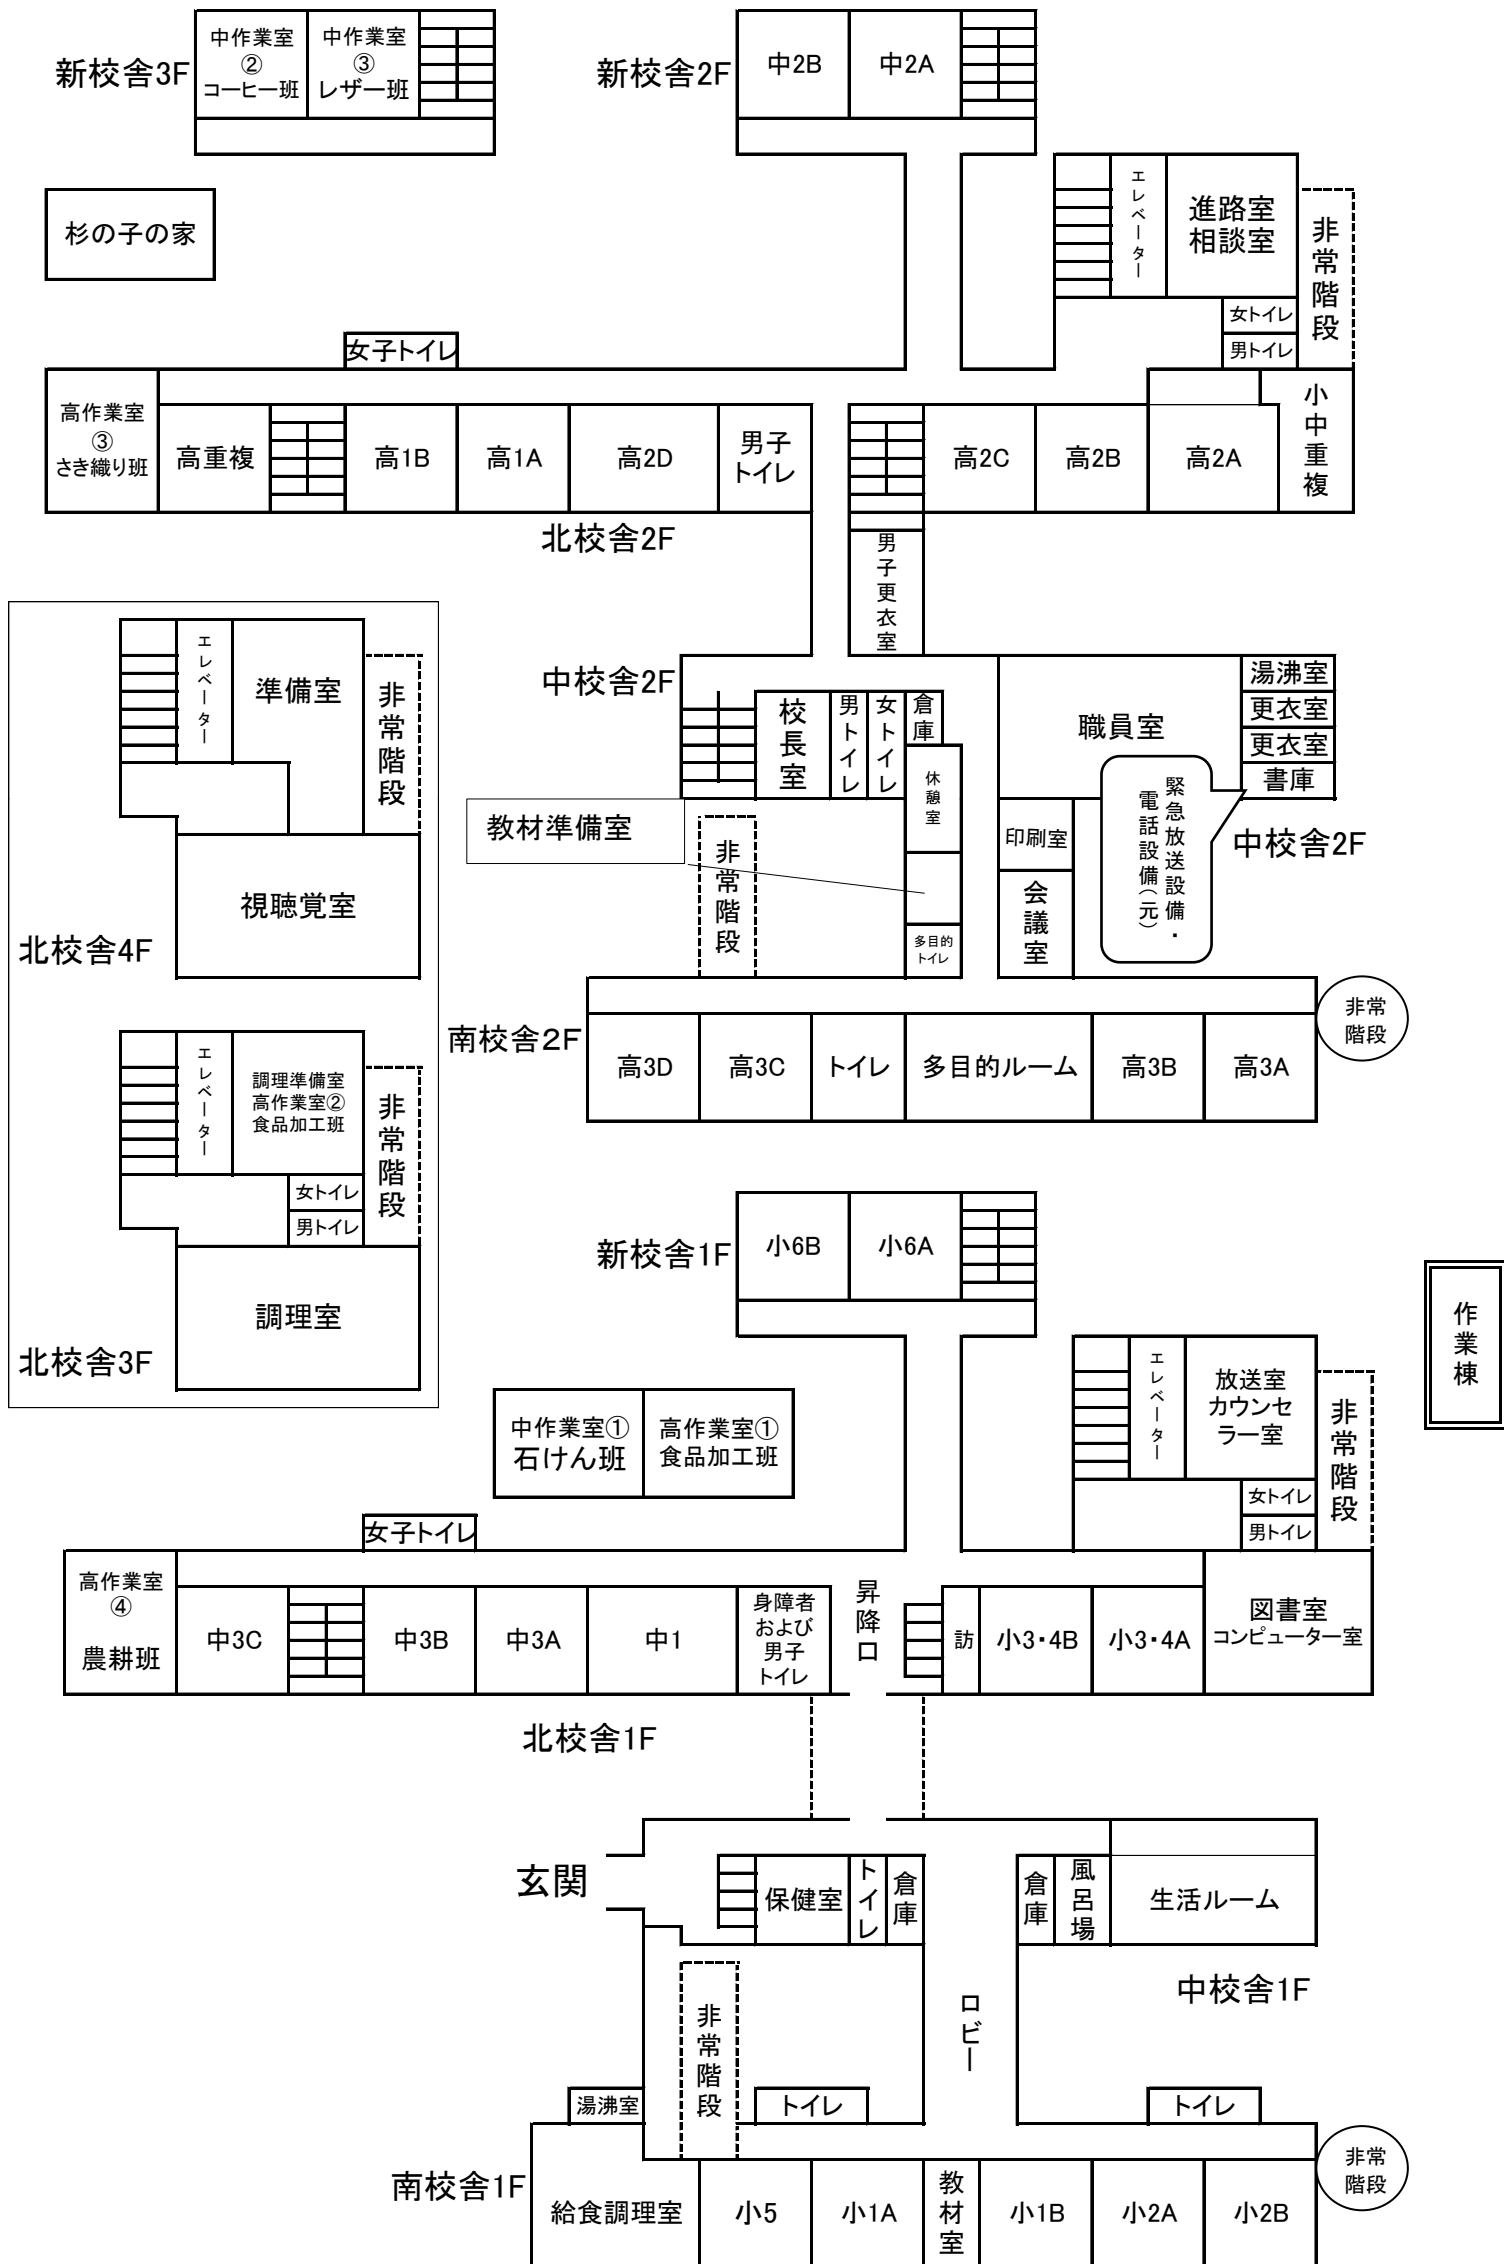 新校舎3F
中作業室
②
コーヒー班
中作業室
③
レザー班
新校舎2F
中2B
中2A
杉の子の家
エレベーター
進路室
相談室
非常階段
女トイレ
男トイレ
女子トイレ
高作業室
③
さき織り班
高重複
高1B
高1A
高2D
男子
トイレ
高2C
高2B
高2A
小中重複
北校舎2F
男子更衣室
エレベーター
準備室
非常階段
視聴覚室
北校舎4F
中校舎2F
校長室
男トイレ
女トイレ
倉庫
休憩室
職員室
湯沸室
更衣室
更衣室
書庫
教材準備室
非常階段
多目的
トイレ
印刷室
会議室
緊急放送設備・
電話設備(元)
中校舎2F
エレベーター
調理準備室
高作業室②
食品加工班
非常階段
女トイレ
男トイレ
調理室
北校舎3F
南校舎2F
高3D
高3C
トイレ
多目的ルーム
高3B
高3A
非常
階段
新校舎1F
小6B
小6A
作業棟
中作業室①
石けん班
高作業室①
食品加工班
エレベーター
放送室
カウンセ
ラー室
非常階段
女トイレ
男トイレ
女子トイレ
高作業室
④
農耕班
中3C
中3B
中3A
中1
身障者
および
男子
トイレ
昇降口
訪
小3・4B
小3・4A
図書室
コンピューター室
北校舎1F
玄関
保健室
トイレ
倉庫
倉庫
風呂場
生活ルーム
中校舎1F
ロビー
非常階段
湯沸室
トイレ
トイレ
南校舎1F
給食調理室
小5
小1A
教材室
小1B
小2A
小2B
非常
階段